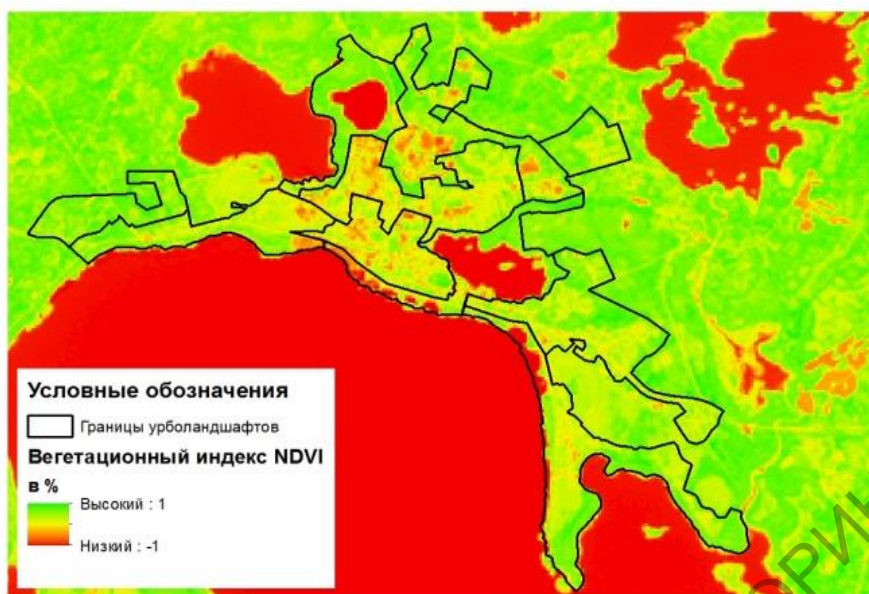 Условные обозначения
Границы урболандшафтов
Вегетационный индекс NDVI
в %
Высокий : 1
Низкий : -1